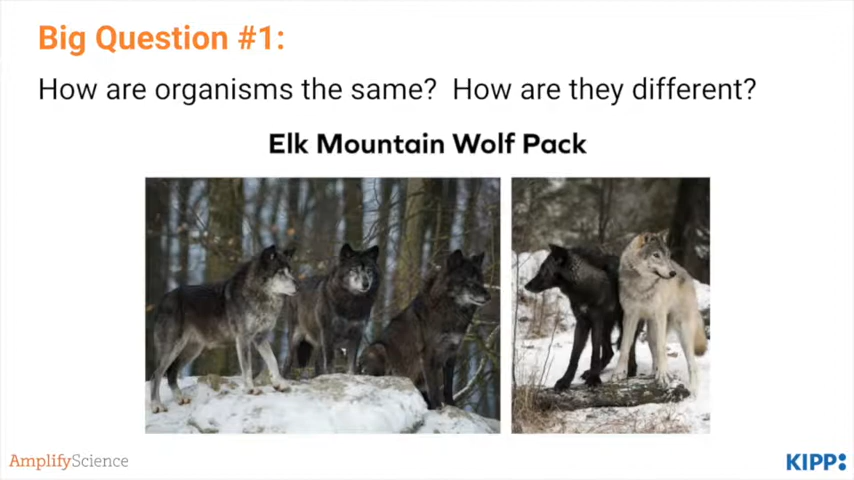 Big Question #1:
How are organisms the same? How are they different?
Elk Mountain Wolf Pack
AmplifyScience
KIPP: